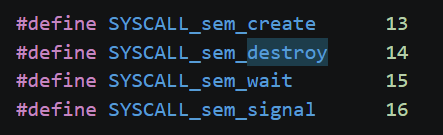 #define SYSCALL_sem_create 13
#define SYSCALL_sem_destroy 14
#define SYSCALL_sem_wait 15
#define SYSCALL_sem_signal 16